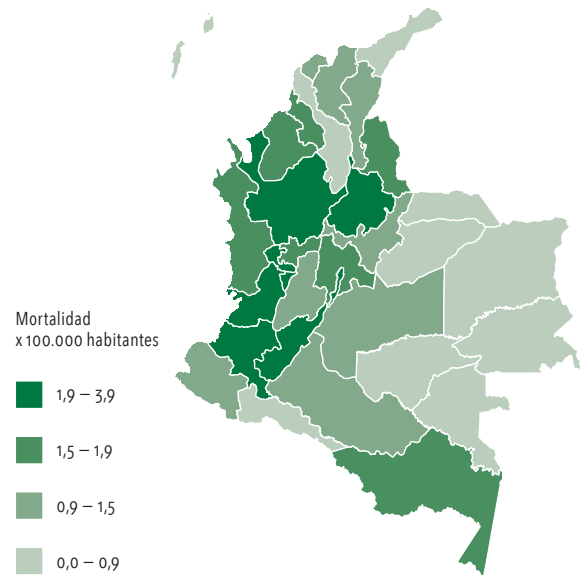 Mortalidad
x 100.000 habitantes
1,9 – 3,9
1,5 – 1,9
0,9 – 1,5
0,0 – 0,9